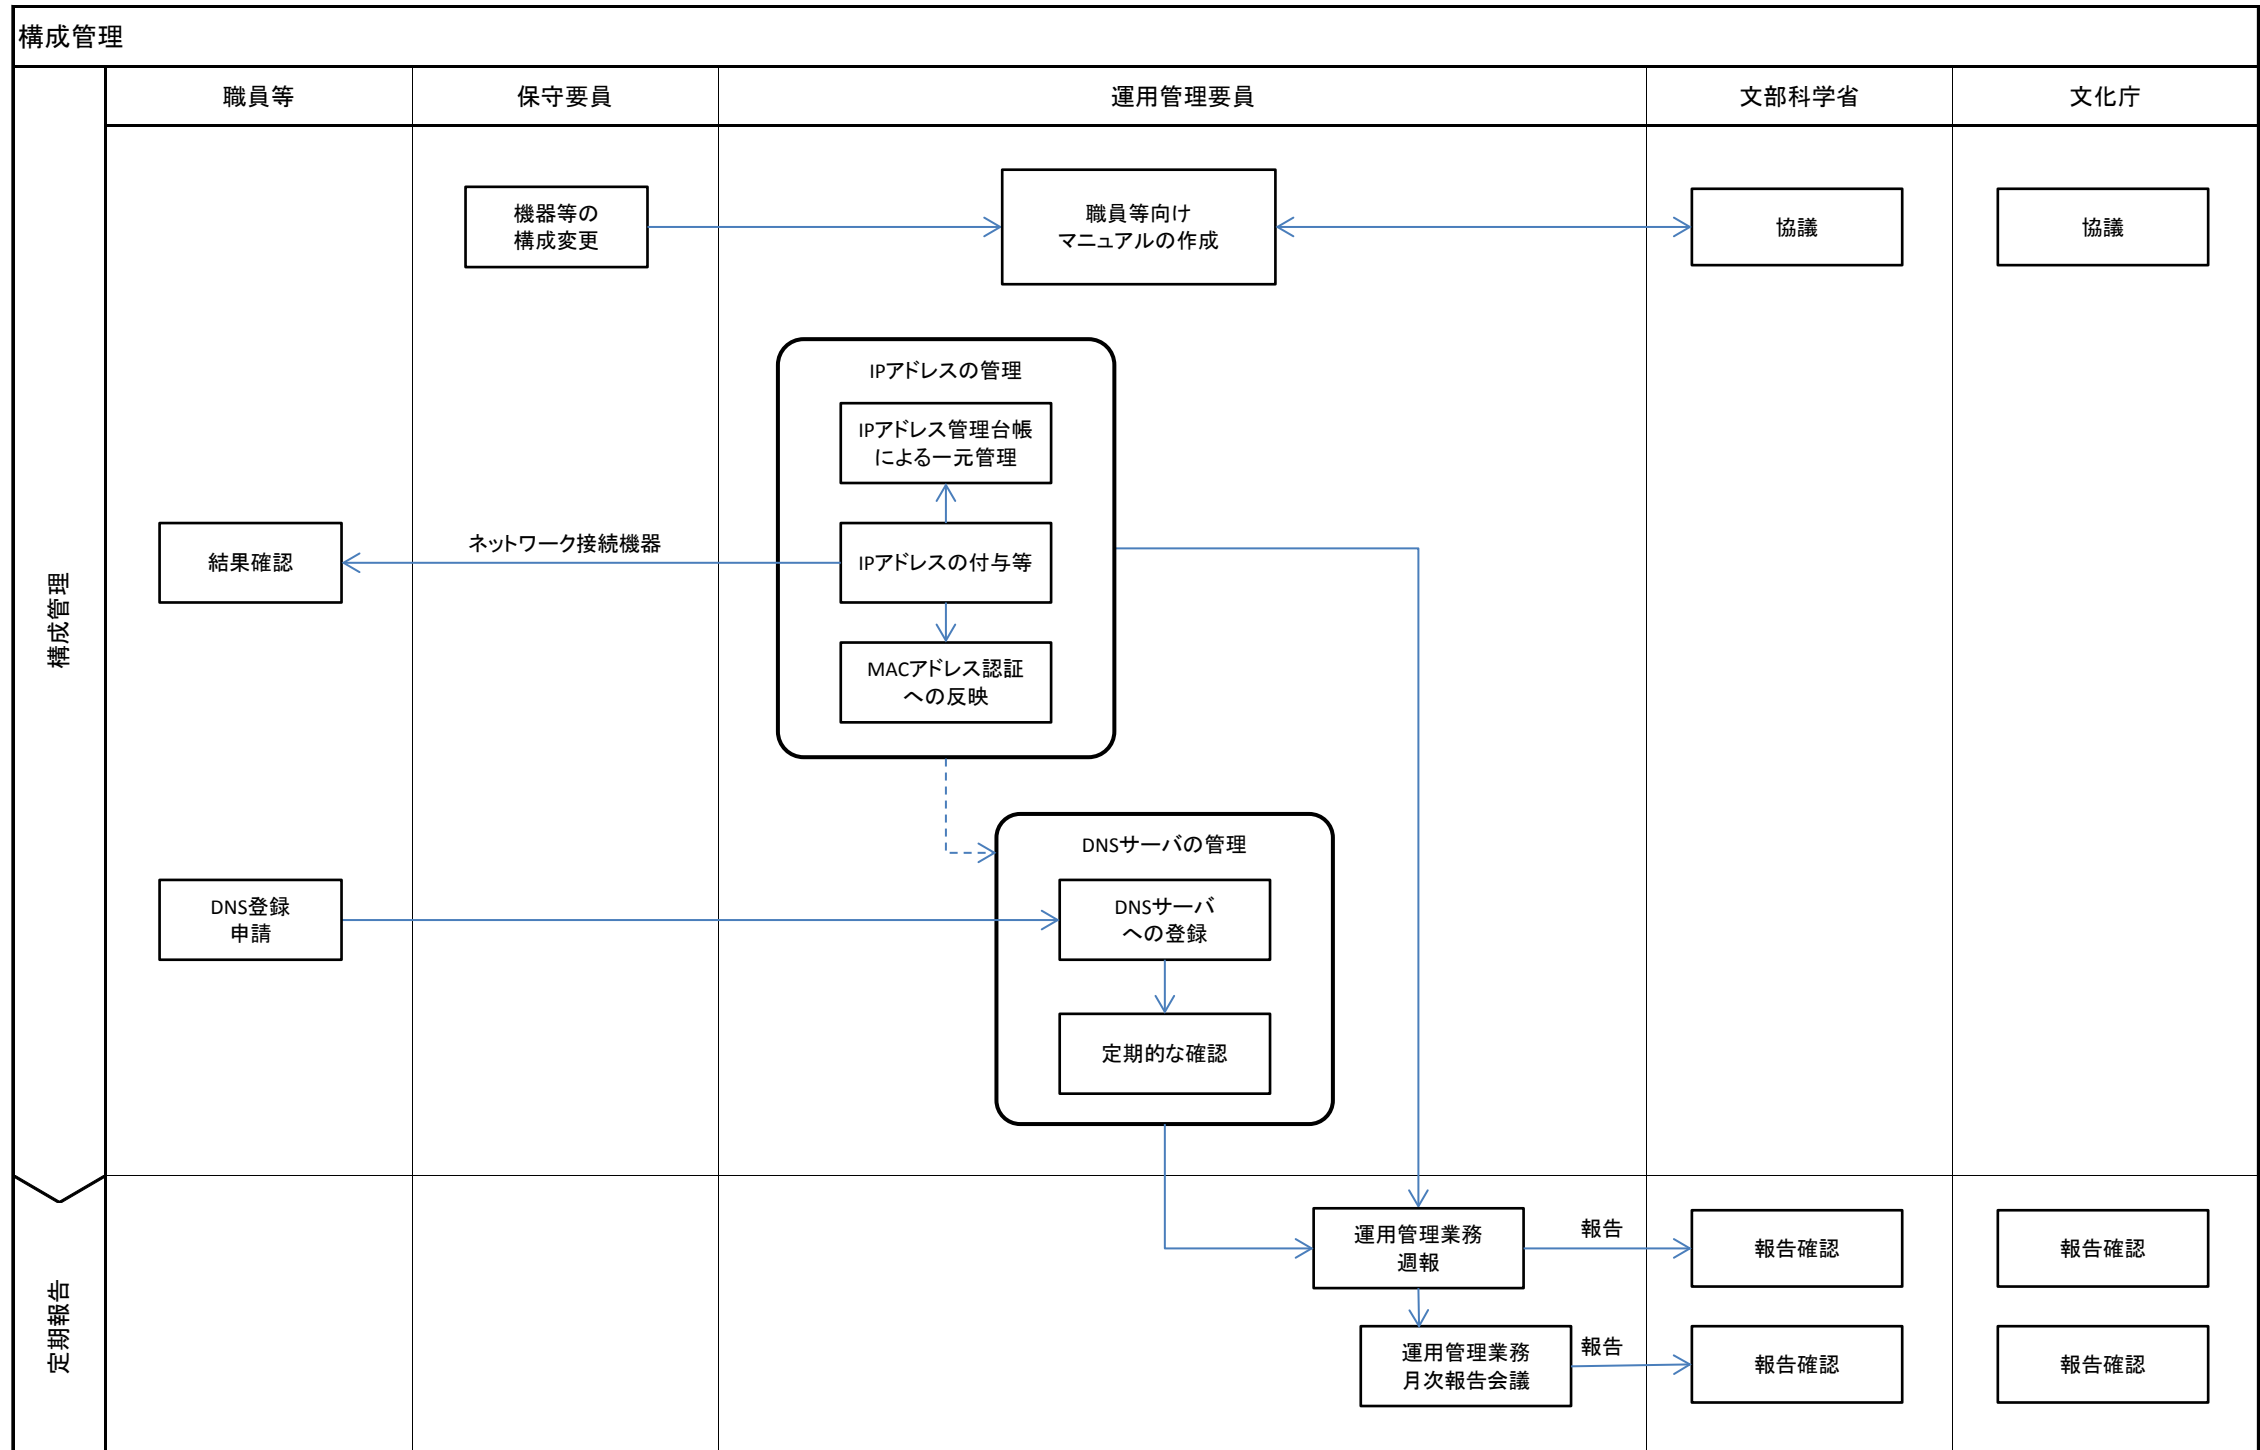 構成管理
職員等
保守要員
運用管理要員
文部科学省
文化庁
構成管理
機器等の
構成変更
職員等向け
マニュアルの作成
協議
協議
IPアドレスの管理
IPアドレス管理台帳
による一元管理
結果確認
ネットワーク接続機器
IPアドレスの付与等
MACアドレス認証
への反映
DNSサーバの管理
DNS登録
申請
DNSサーバ
への登録
定期的な確認
定期報告
運用管理業務
週報
報告
報告確認
報告確認
運用管理業務
月次報告会議
報告
報告確認
報告確認